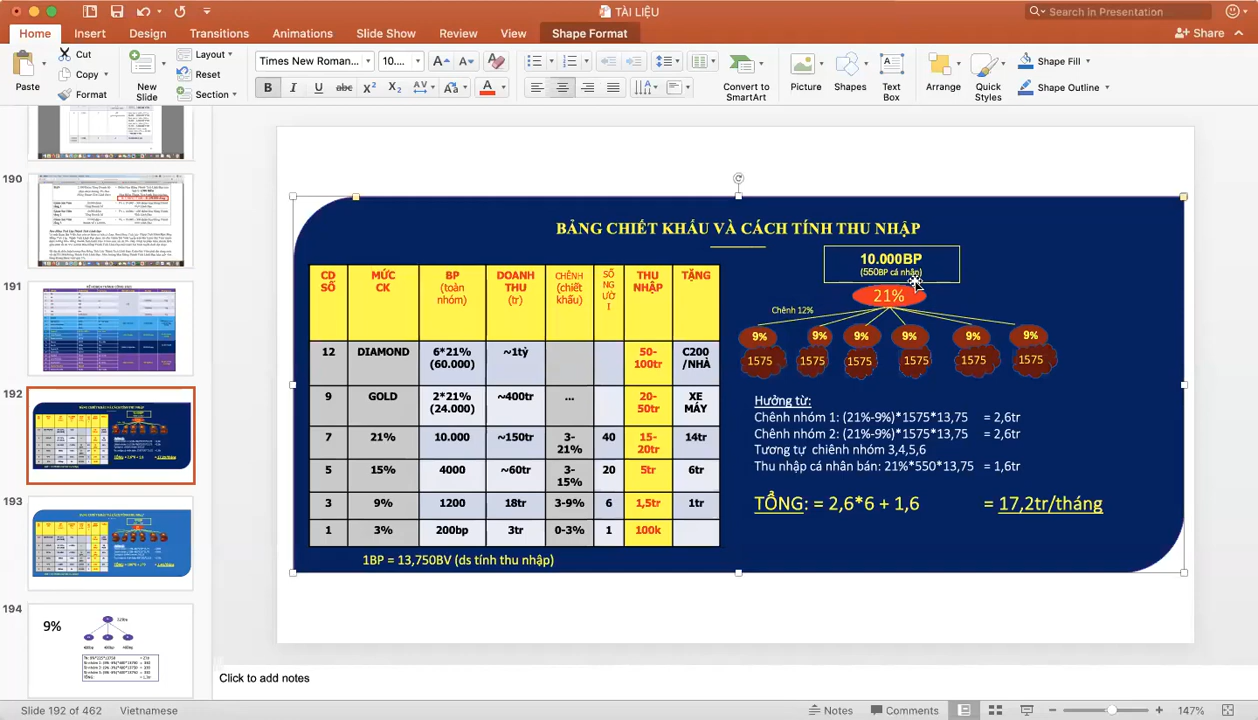 TÀI LIỆU
Search in Presentation
Home
Insert
Design
Transitions
Animations
Slide Show
Review
View
Shape Format
Share
Paste
Cut
Copy
Format
New
Slide
Layout
Reset
Section
Times New Roman...
10....
Convert to
SmartArt
Picture
Shapes
Text
Box
Arrange
Quick
Styles
Shape Fill
Shape Outline
190
191
192
193
194
9%
BẢNG CHIẾT KHẤU VÀ CÁCH TÍNH THU NHẬP
CD
SỐ
MỨC
CK
BP
(toàn
nhóm)
DOANH
THU
(tr)
CHÊNH
(chiết
khấu)
SỐ
NG
ƯỜ
I
THU
NHẬP
TẶNG
12
DIAMOND
6*21%
(60.000)
~1tỷ
50-
100tr
C200
/NHÀ
9
GOLD
2*21%
(24.000)
~400tr
...
20-
50tr
XE
MÁY
7
21%
10.000
~150tr
3-
21%
40
15-
20tr
14tr
5
15%
4000
~60tr
3-
15%
20
5tr
6tr
3
9%
1200
18tr
3-9%
6
1,5tr
1tr
1
3%
200bp
3tr
0-3%
1
100k
1BP = 13,750BV (ds tính thu nhập)
10.000BP
(550BP cá nhân)
21%
Chênh 12%
9% 9% 9% 9% 9% 9%
1575 1575 1575 1575 1575 1575
Hưởng từ:
Chênh nhóm 1: (21%-9%)*1575*13,75 = 2,6tr
Chênh nhóm 2: (21%-9%)*1575*13,75 = 2,6tr
Tương tự chiênh nhóm 3,4,5,6
Thu nhập cá nhân bán: 21%*550*13,75 = 1,6tr
TỔNG: = 2,6*6 + 1,6 = 17,2tr/tháng
Click to add notes
Slide 192 of 462
Vietnamese
Notes
Comments
147%